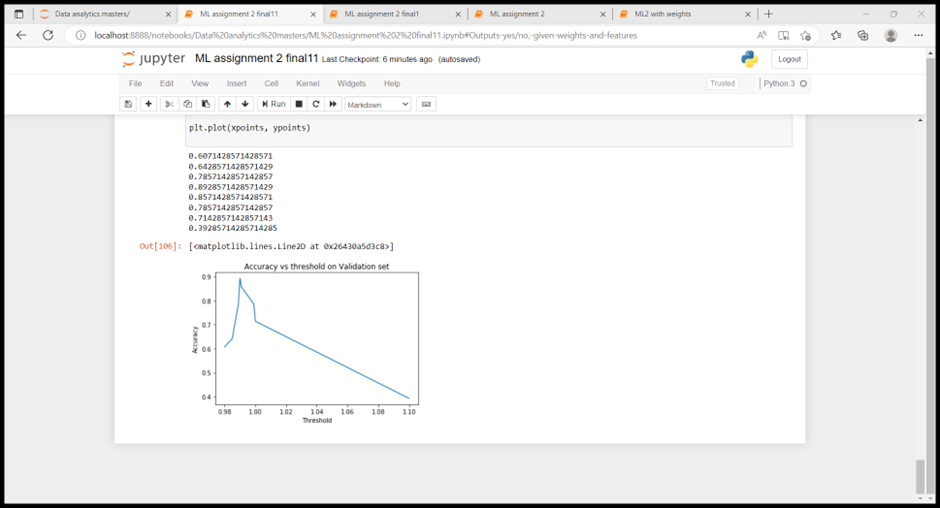 Data analytics masters/
ML assignment 2 final11
ML assignment 2 final1
ML assignment 2
ML2 with weights
localhost:8888/notebooks/Data%20analytics%20masters/ML%20assignment%202%20final11.ipynb#Outputs-yes/no,-given-weights-and-features
jupyter ML assignment 2 final11 Last Checkpoint: 6 minutes ago (autosaved)
Logout
File Edit View Insert Cell Kernel Widgets Help
Trusted
Python 3
Run
Markdown
plt.plot(xpoints, ypoints)
0.6071428571428571
0.6428571428571429
0.7857142857142857
0.8928571428571429
0.8571428571428571
0.7857142857142857
0.7142857142857143
0.39285714285714285
Out[106]: [<matplotlib.lines.Line2D at 0x26430a5d3c8>]
Accuracy vs threshold on Validation set
0.9
0.8
0.7
0.6
0.5
0.4
Accuracy
0.98 1.00 1.02 1.04 1.06 1.08 1.10
Threshold